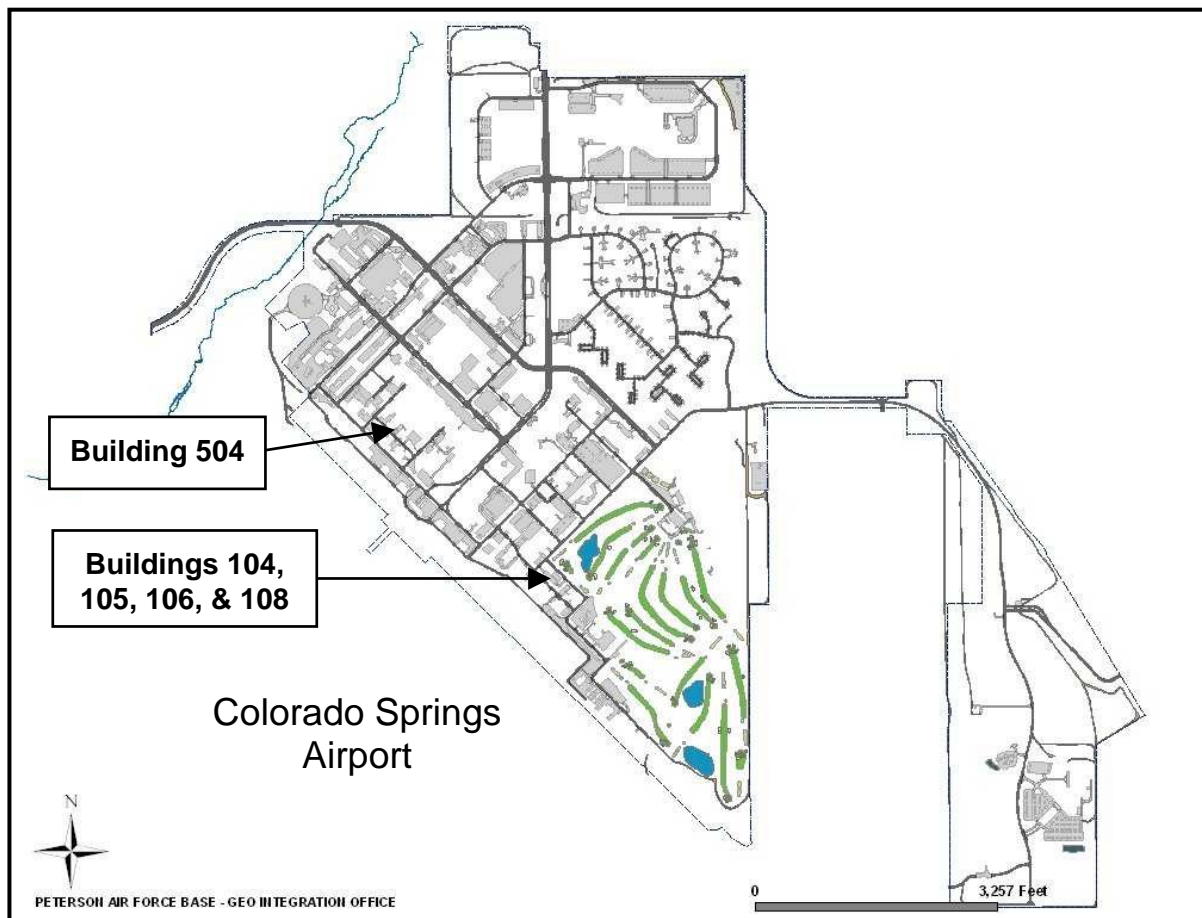 Building 504
Buildings 104,
105, 106, & 108
Colorado Springs
Airport
N
PETERSON AIR FORCE BASE - GEO INTEGRATION OFFICE
0
3,257 Feet